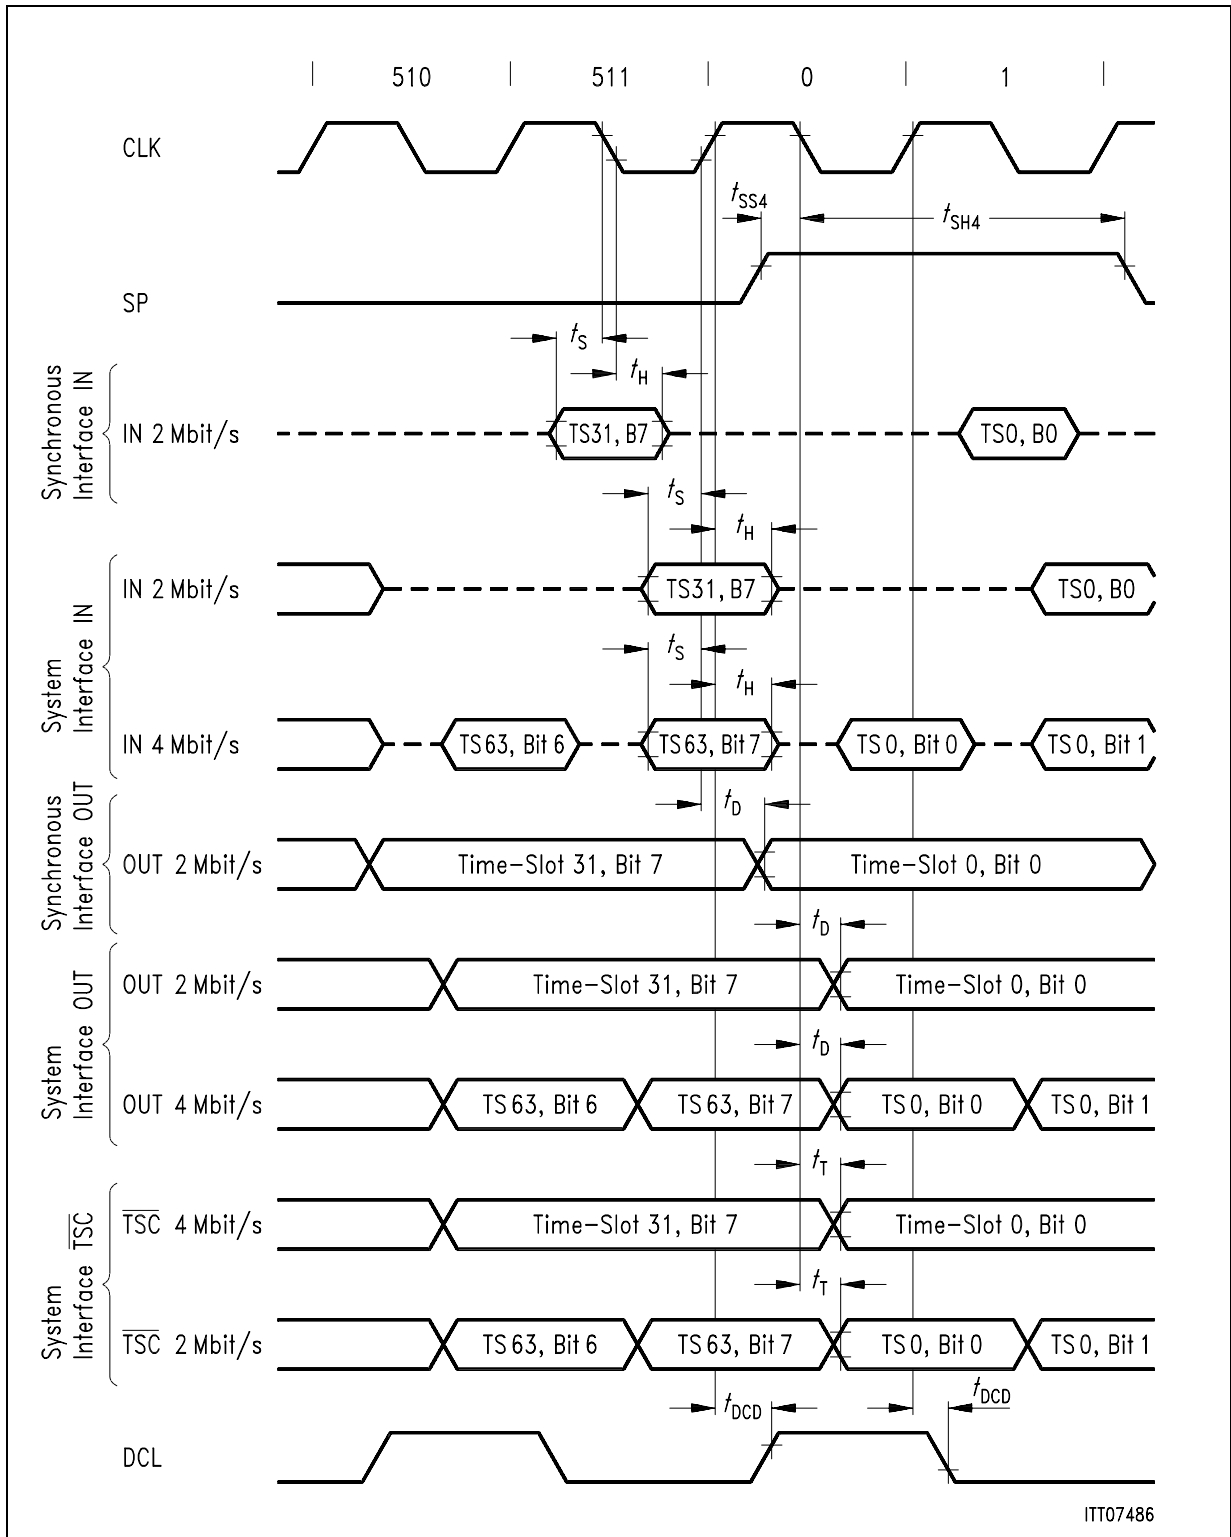 510 511 0 1
CLK
tSS4
tSH4
SP
tS
tH
Synchronous
Interface IN
IN 2 Mbit/s
TS31, B7
TS0, B0
tS
tH
System
Interface IN
IN 2 Mbit/s
TS31, B7
TS0, B0
tS
tH
IN 4 Mbit/s
TS63, Bit 6
TS63, Bit 7
TS0, Bit 0
TS0, Bit 1
tD
Synchronous
Interface OUT
OUT 2 Mbit/s
Time-Slot 31, Bit 7
Time-Slot 0, Bit 0
tD
System
Interface OUT
OUT 2 Mbit/s
Time-Slot 31, Bit 7
Time-Slot 0, Bit 0
tD
OUT 4 Mbit/s
TS63, Bit 6
TS63, Bit 7
TS0, Bit 0
TS0, Bit 1
tT
System
Interface T̅S̅C̅
T̅S̅C̅ 4 Mbit/s
Time-Slot 31, Bit 7
Time-Slot 0, Bit 0
tT
T̅S̅C̅ 2 Mbit/s
TS63, Bit 6
TS63, Bit 7
TS0, Bit 0
TS0, Bit 1
tDCD
tDCD
DCL
ITT07486